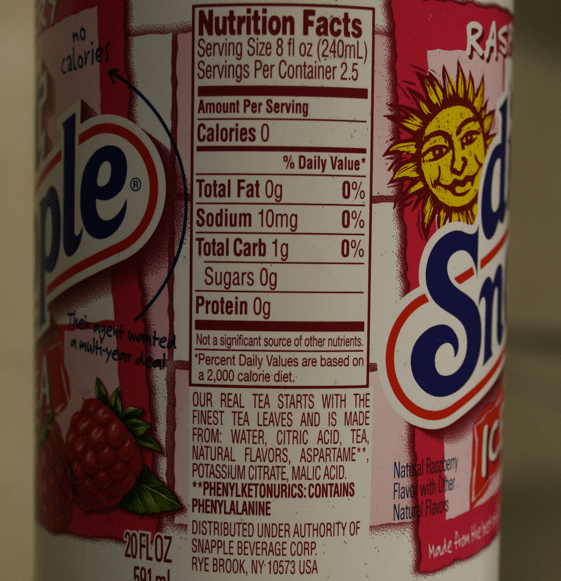 no
calories
ple®
Their agent wanted
a multi-year deal
20 FL OZ
591 ml
Nutrition Facts
Serving Size 8 fl oz (240mL)
Servings Per Container 2.5
Amount Per Serving
Calories 0
% Daily Value*
Total Fat 0g 0%
Sodium 10mg 0%
Total Carb 1g 0%
Sugars 0g
Protein 0g
Not a significant source of other nutrients.
*Percent Daily Values are based on
a 2,000 calorie diet.
OUR REAL TEA STARTS WITH THE
FINEST TEA LEAVES AND IS MADE
FROM: WATER, CITRIC ACID, TEA,
NATURAL FLAVORS, ASPARTAME**,
POTASSIUM CITRATE, MALIC ACID.
**PHENYLKETONURICS: CONTAINS
PHENYLALANINE
DISTRIBUTED UNDER AUTHORITY OF
SNAPPLE BEVERAGE CORP.
RYE BROOK, NY 10573 USA
RAS
d
Sn
IC
Natural Raspberry
Flavor with Other
Natural Flavors
Made from the best